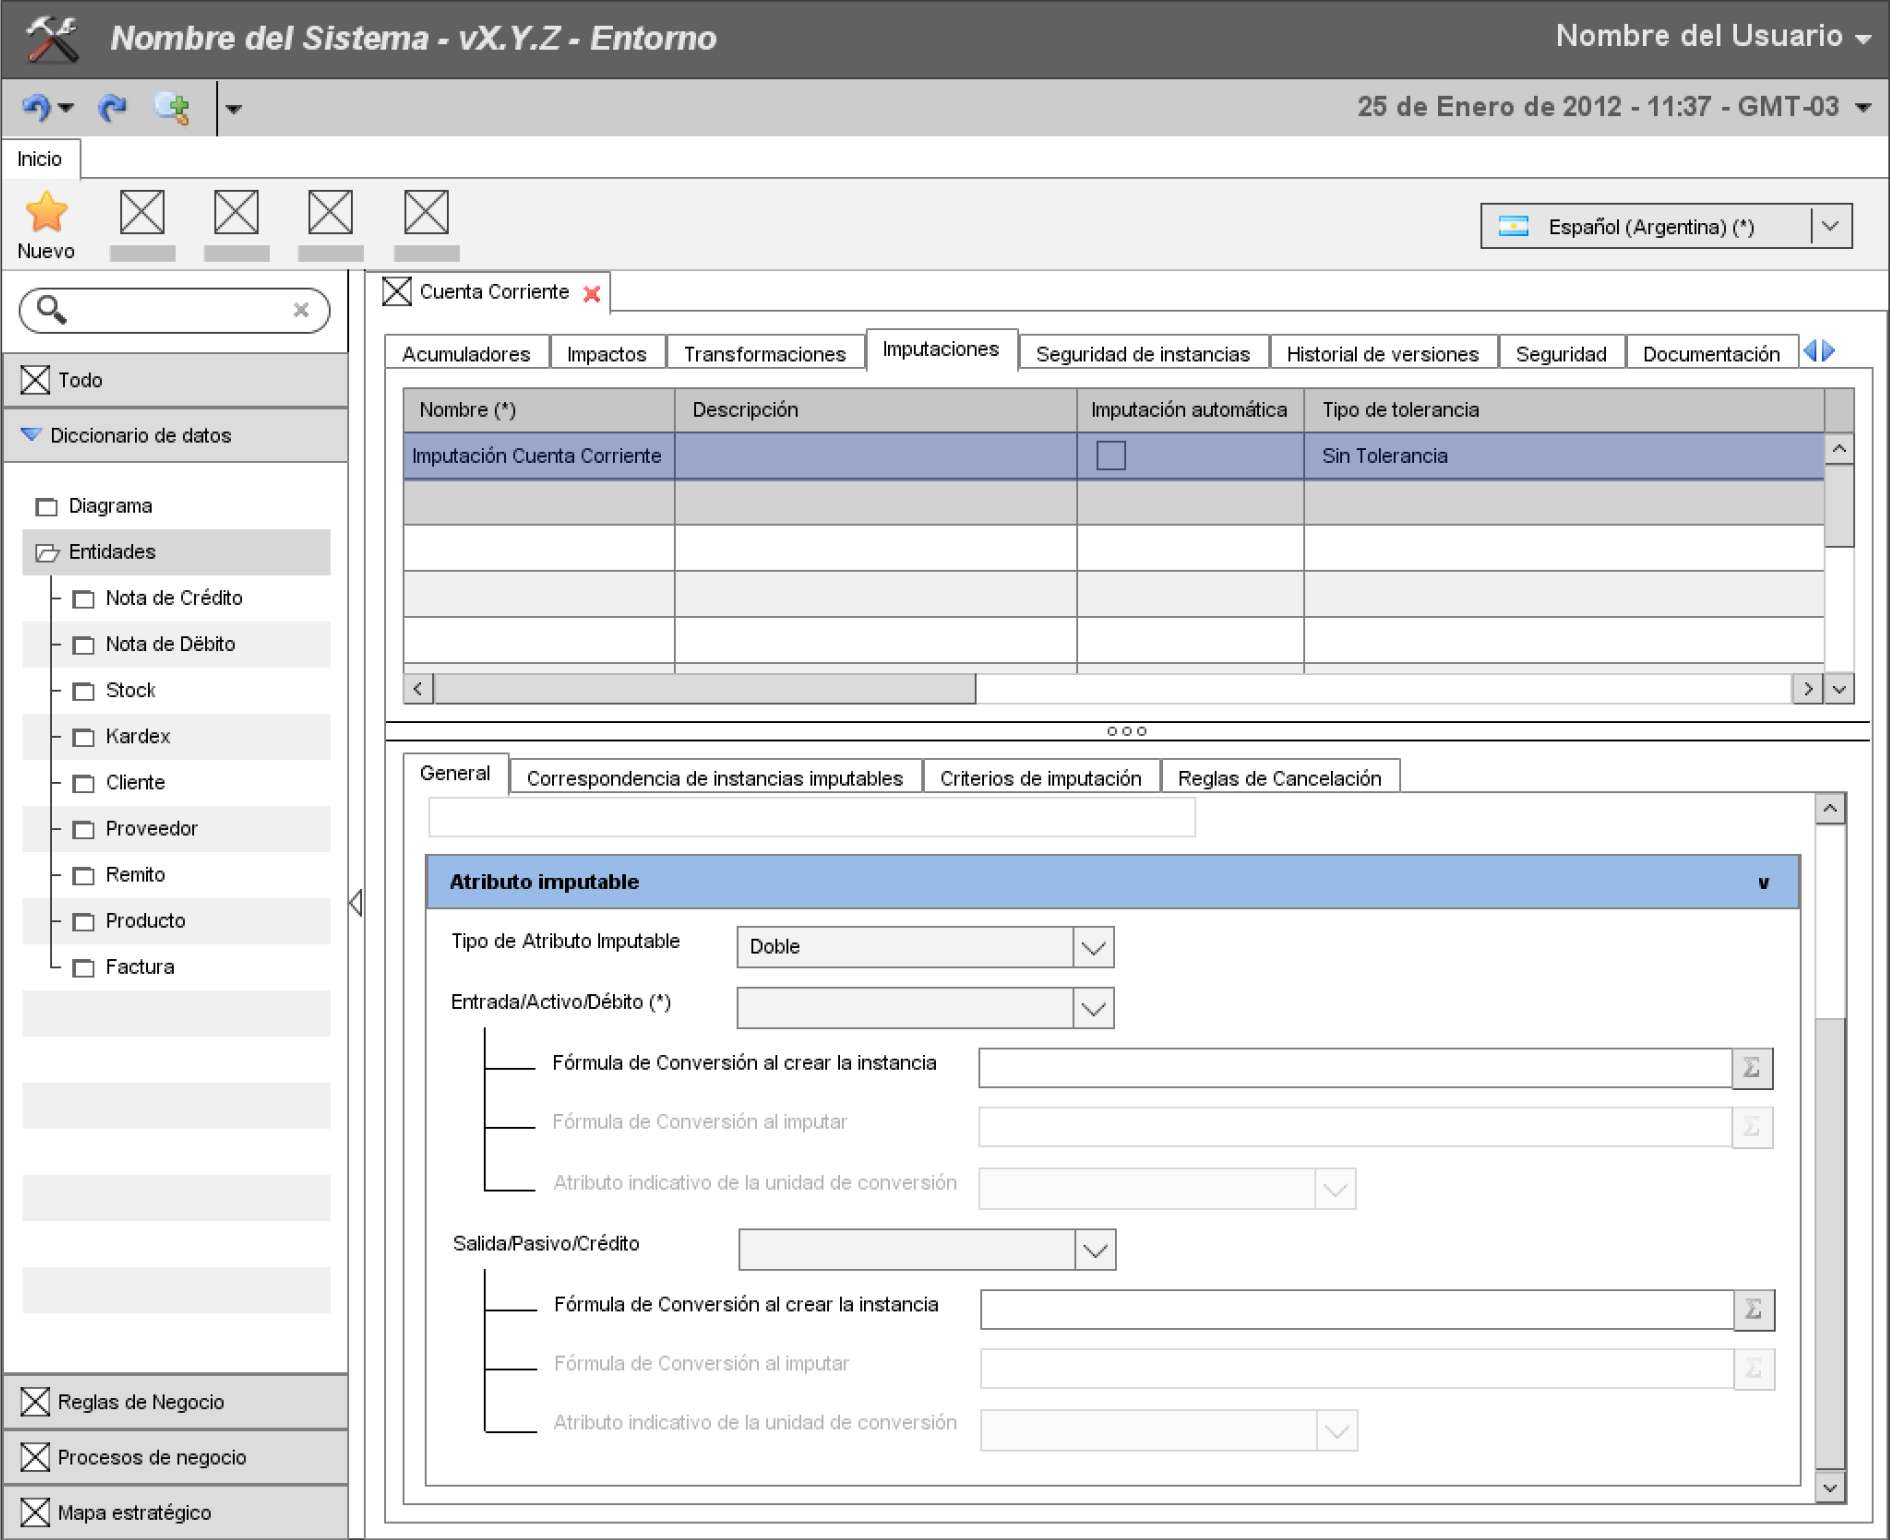 Nombre del Sistema - vX.Y.Z - Entorno
Nombre del Usuario
25 de Enero de 2012 - 11:37 - GMT-03
Inicio
Nuevo
Español (Argentina) (*)
Cuenta Corriente
Todo
Diccionario de datos
Diagrama
Entidades
Nota de Crédito
Nota de Dëbito
Stock
Kardex
Cliente
Proveedor
Remito
Producto
Factura
Reglas de Negocio
Procesos de negocio
Mapa estratégico
Acumuladores
Impactos
Transformaciones
Imputaciones
Seguridad de instancias
Historial de versiones
Seguridad
Documentación
Nombre (*)
Descripción
Imputación automática
Tipo de tolerancia
Imputación Cuenta Corriente
Sin Tolerancia
General
Correspondencia de instancias imputables
Criterios de imputación
Reglas de Cancelación
Atributo imputable
v
Tipo de Atributo Imputable
Doble
Entrada/Activo/Débito (*)
Fórmula de Conversión al crear la instancia
Σ
Fórmula de Conversión al imputar
Σ
Atributo indicativo de la unidad de conversión
Salida/Pasivo/Crédito
Fórmula de Conversión al crear la instancia
Σ
Fórmula de Conversión al imputar
Σ
Atributo indicativo de la unidad de conversión